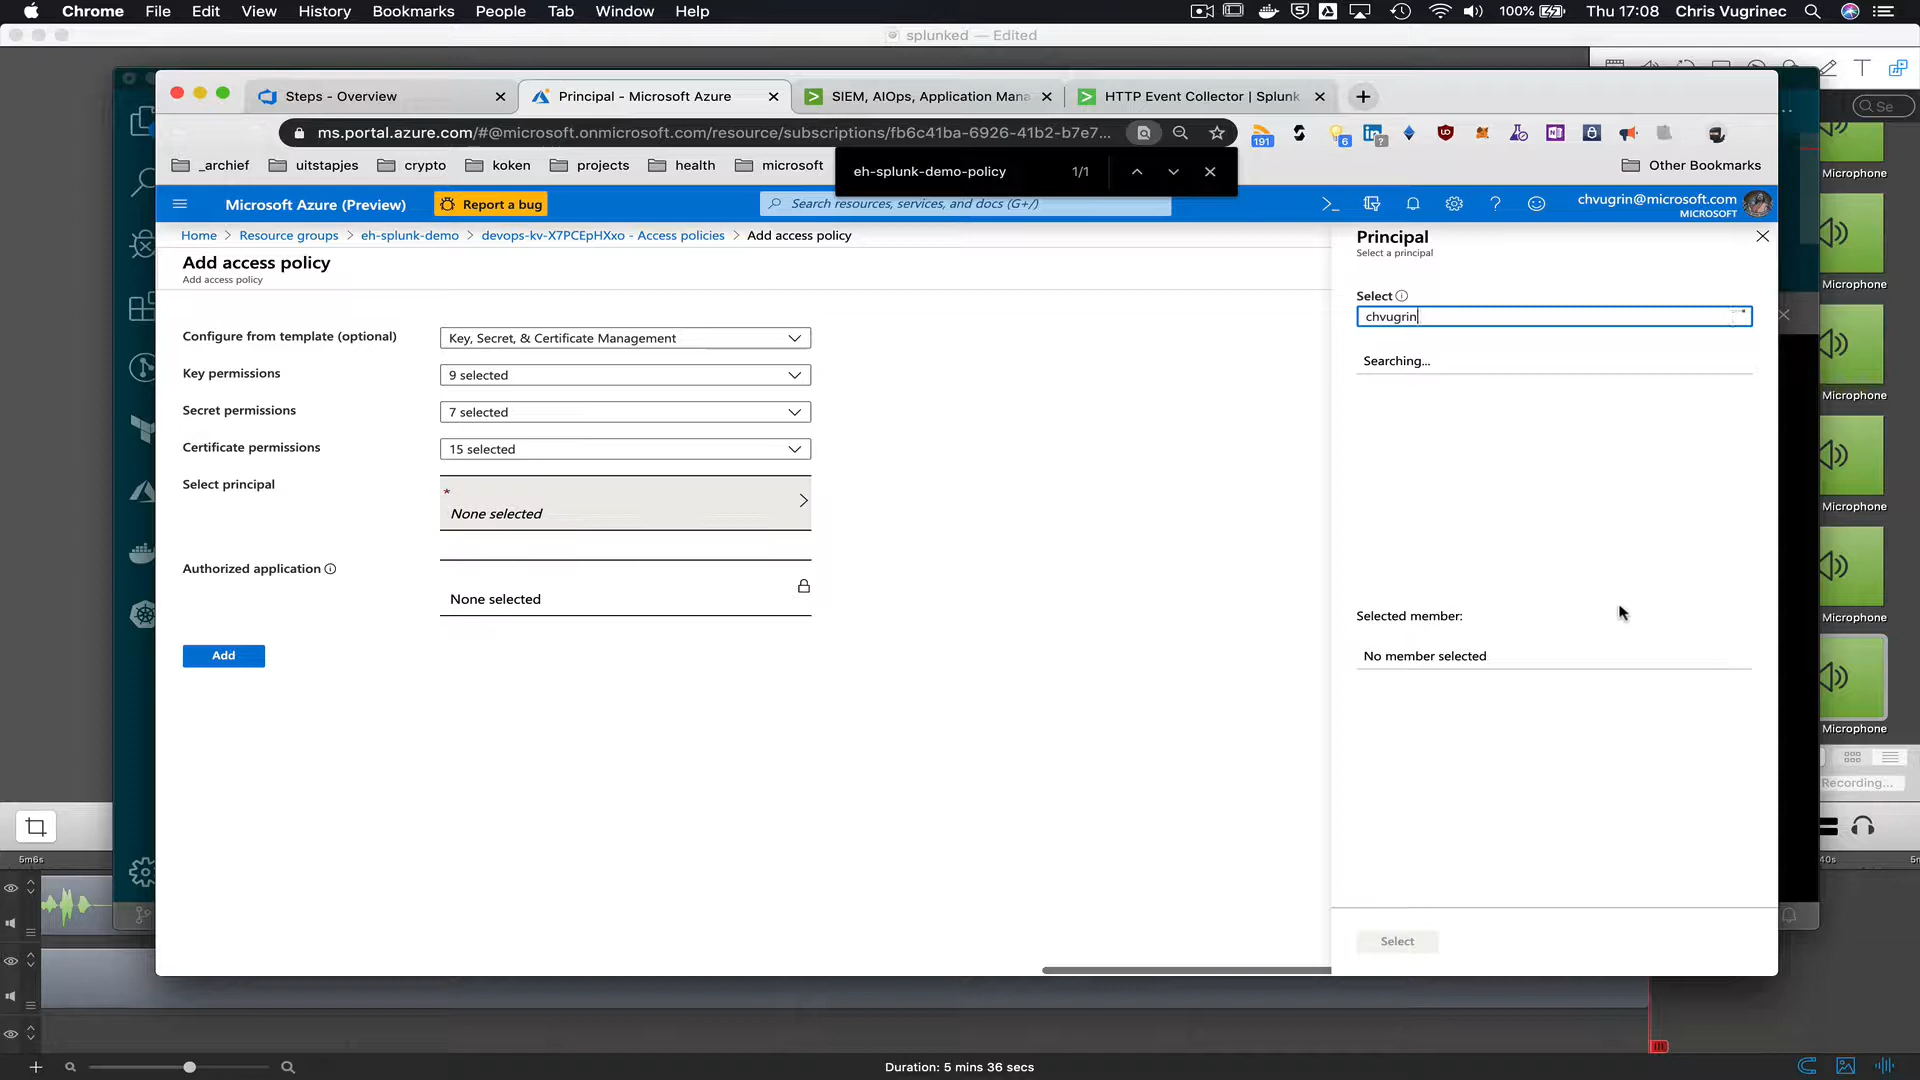 Chrome File Edit View History Bookmarks People Tab Window Help
100% Thu 17:08 Chris Vugrinec
splunked — Edited
Steps - Overview
Principal - Microsoft Azure
SIEM, AIOps, Application Mana
HTTP Event Collector | Splunk
ms.portal.azure.com/#@microsoft.onmicrosoft.com/resource/subscriptions/fb6c41ba-6926-41b2-b7e7...
191
6
?
Se
_archief uitstapjes crypto koken projects health microsoft
Other Bookmarks
eh-splunk-demo-policy 1/1
Microsoft Azure (Preview)
Report a bug
Search resources, services, and docs (G+/)
chvugrin@microsoft.com
MICROSOFT
Home > Resource groups > eh-splunk-demo > devops-kv-X7PCEpHXxo - Access policies > Add access policy
Add access policy
Add access policy
Configure from template (optional)
Key, Secret, & Certificate Management
Key permissions
9 selected
Secret permissions
7 selected
Certificate permissions
15 selected
Select principal
*
None selected
Authorized application
None selected
Add
Principal
Select a principal
Select
chvugrin
Searching...
Selected member:
No member selected
Select
Microphone
Microphone
Microphone
Microphone
Microphone
Microphone
Recording...
5m6s
40s
Duration: 5 mins 36 secs